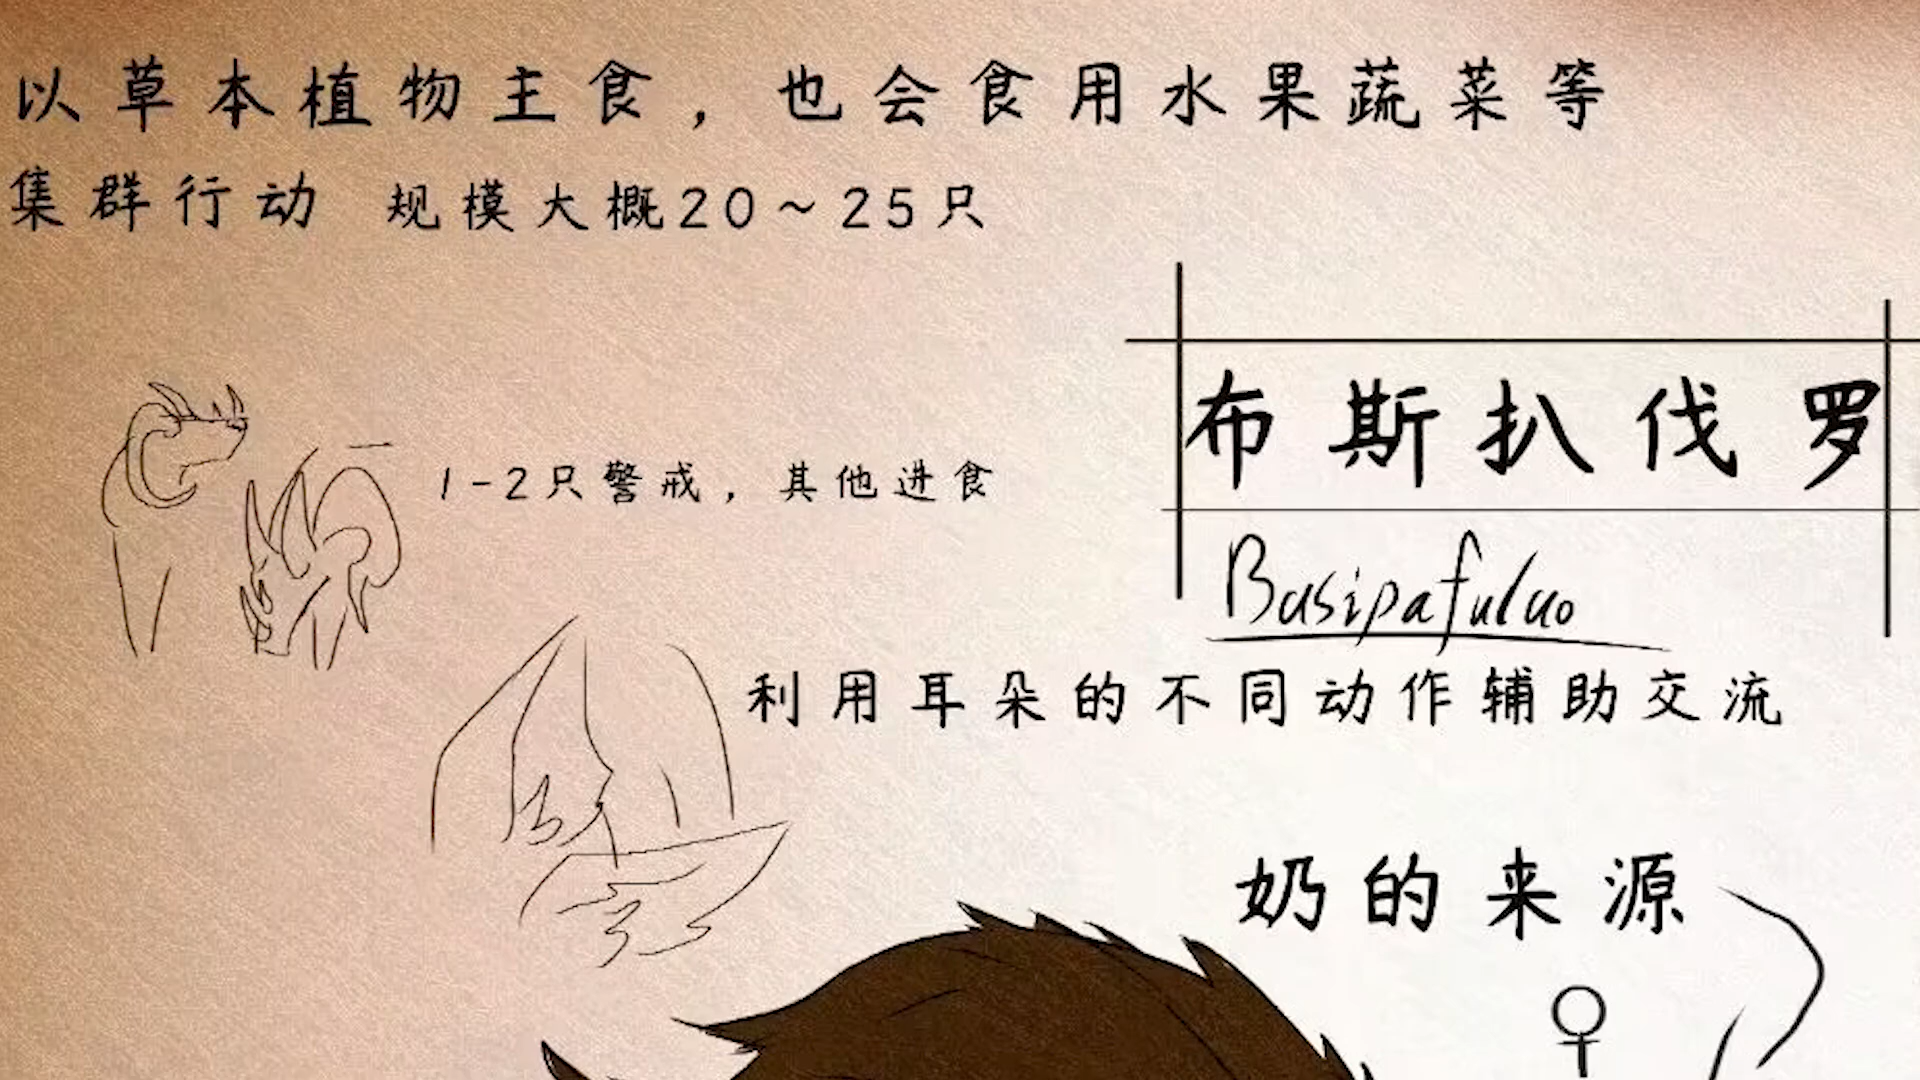 以草本植物主食，也会食用水果蔬菜等
集群行动 规模大概20～25只
1-2只警戒，其他进食
布斯扒伐罗
Busipafuluo
利用耳朵的不同动作辅助交流
奶的来源
♀